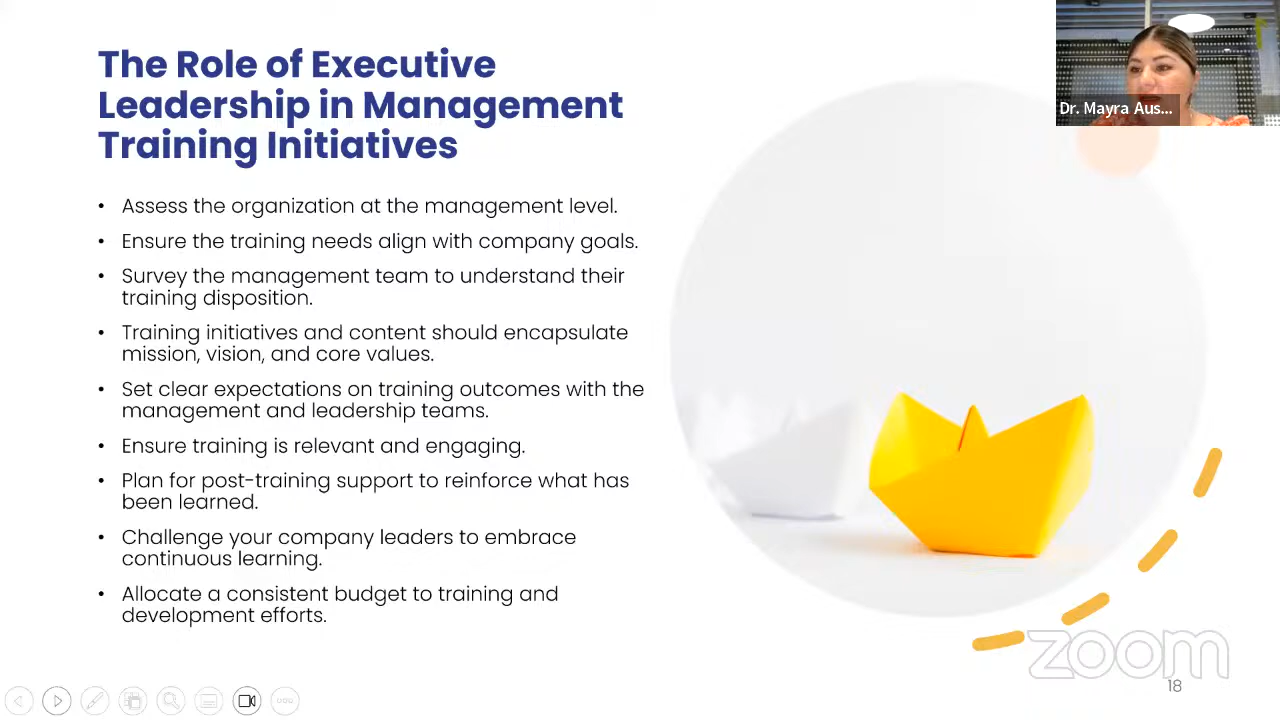 The Role of Executive
Leadership in Management
Training Initiatives
• Assess the organization at the management level.
• Ensure the training needs align with company goals.
• Survey the management team to understand their
training disposition.
• Training initiatives and content should encapsulate
mission, vision, and core values.
• Set clear expectations on training outcomes with the
management and leadership teams.
• Ensure training is relevant and engaging.
• Plan for post-training support to reinforce what has
been learned.
• Challenge your company leaders to embrace
continuous learning.
• Allocate a consistent budget to training and
development efforts.
Dr. Mayra Aus...
zoom
18